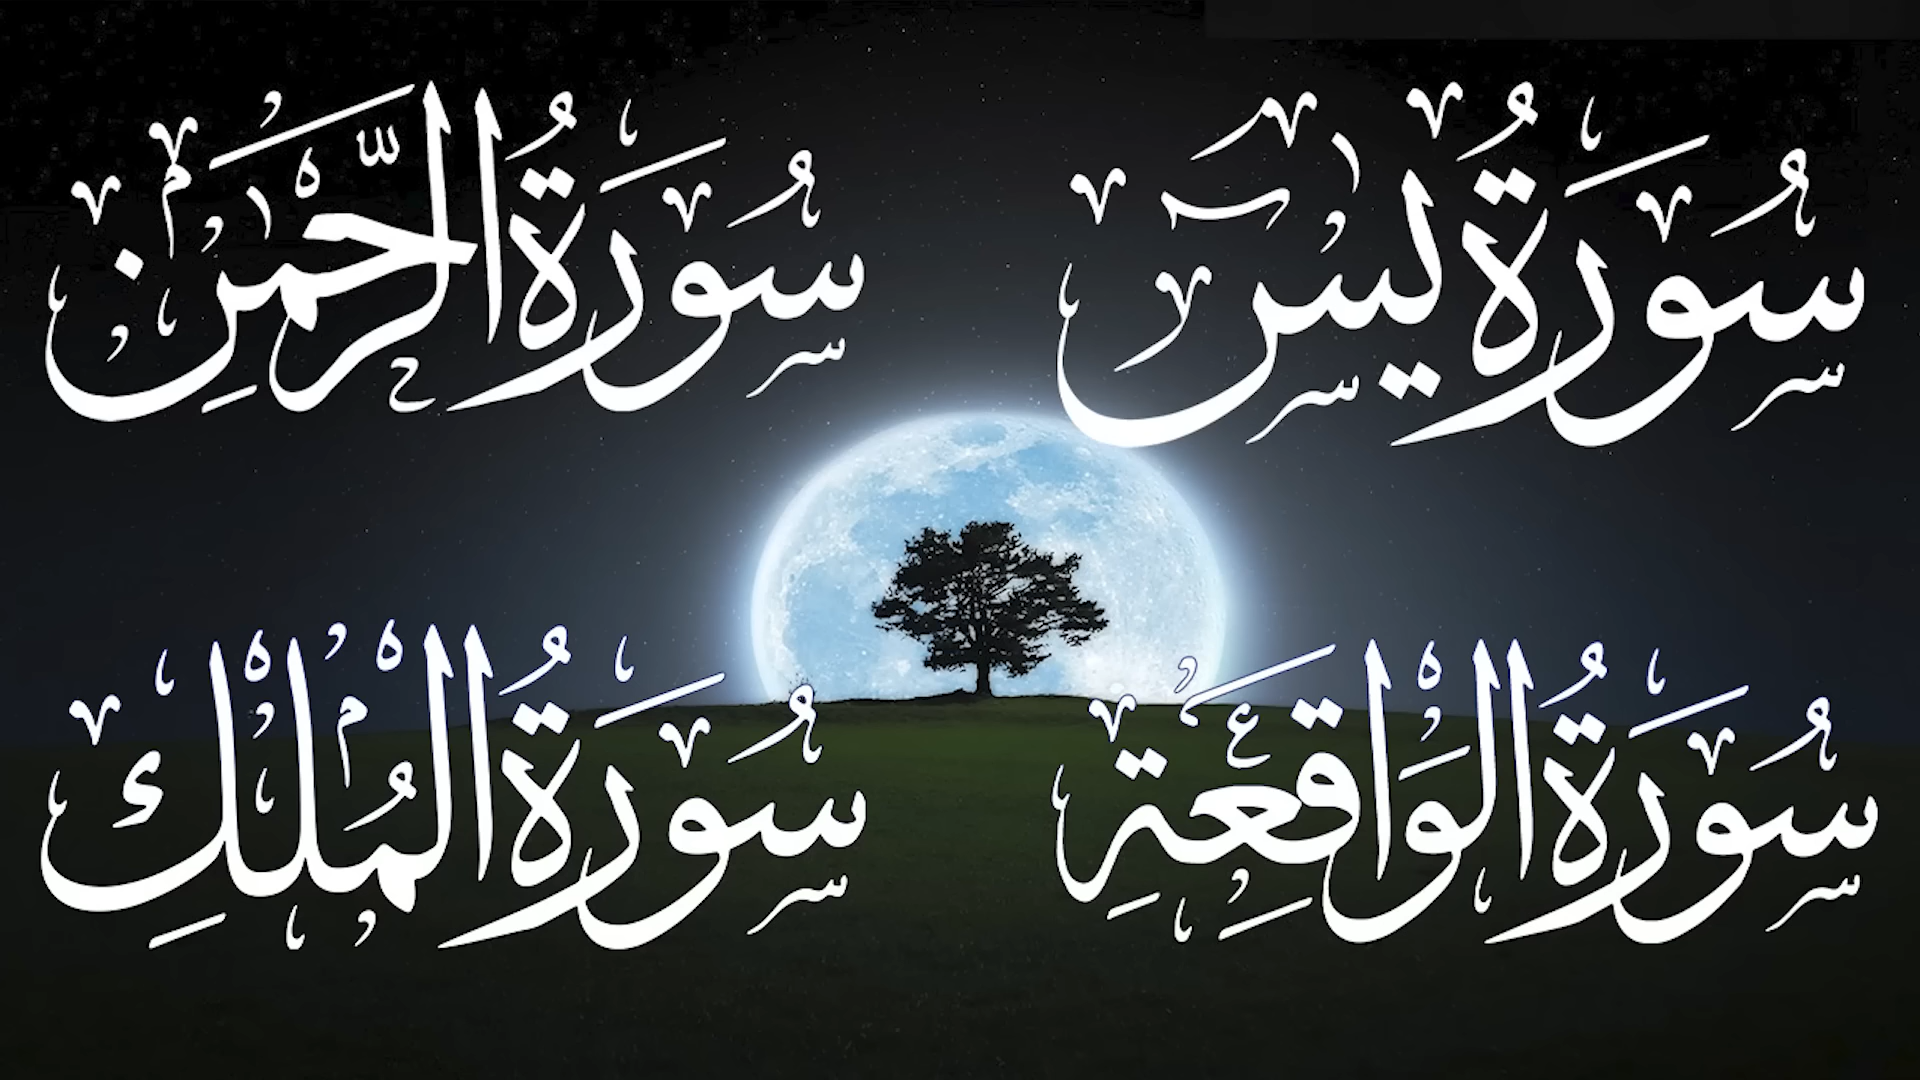 سُورَةُ يسٓ
سُورَةُ الرَّحْمَٰنِ
سُورَةُ الْوَاقِعَةِ
سُورَةُ الْمُلْكِ